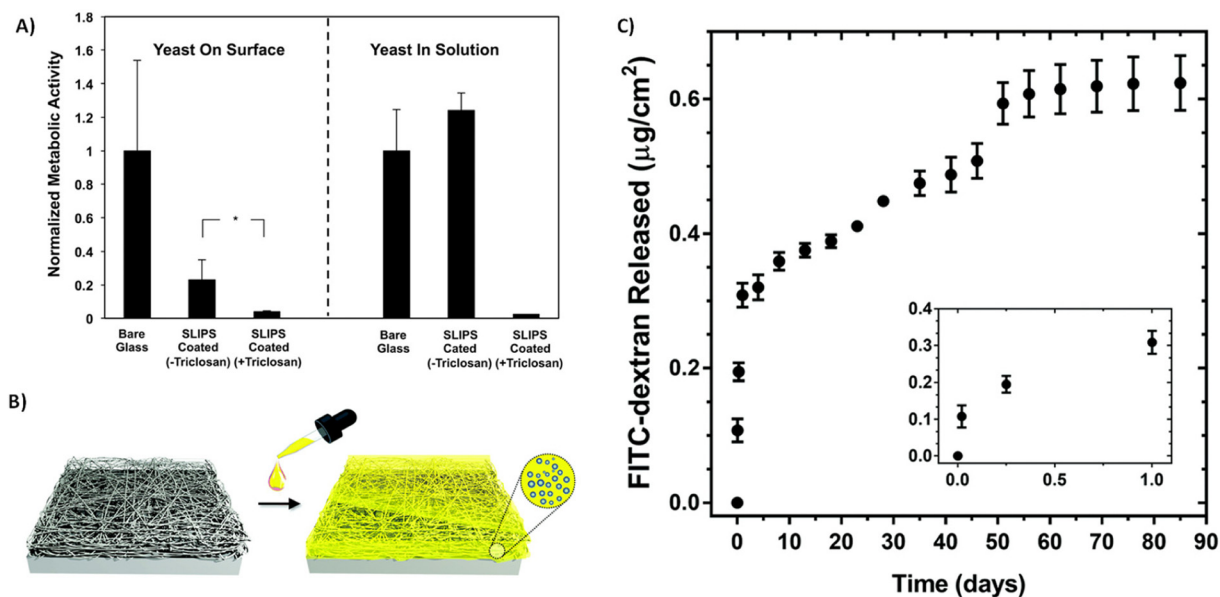 A)
Normalized Metabolic Activity
1.8
1.6
1.4
1.2
1
0.8
0.6
0.4
0.2
0
Yeast On Surface
Yeast In Solution
*
Bare
Glass
SLIPS
Coated
(-Triclosan)
SLIPS
Coated
(+Triclosan)
Bare
Glass
SLIPS
Cated
(-Triclosan)
SLIPS
Coated
(+Triclosan)
B)
C)
FITC-dextran Released (μg/cm²)
0.6
0.4
0.2
0.0
0.4
0.3
0.2
0.1
0.0
0.0
0.5
1.0
0
10
20
30
40
50
60
70
80
90
Time (days)